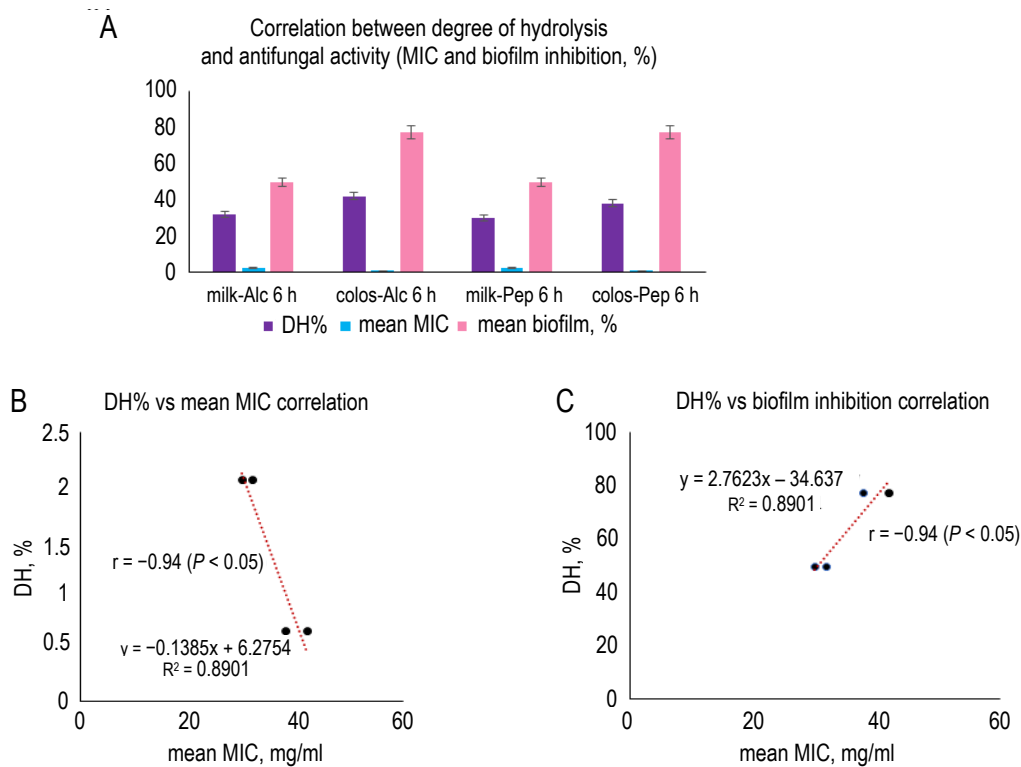 A
Correlation between degree of hydrolysis
and antifungal activity (MIC and biofilm inhibition, %)
100
80
60
40
20
0
milk-Alc 6 h colos-Alc 6 h milk-Pep 6 h colos-Pep 6 h
DH% mean MIC mean biofilm, %
B
DH% vs mean MIC correlation
DH, %
2.5
2
1.5
1
0.5
0
r = −0.94 (P < 0.05)
y = −0.1385x + 6.2754
R² = 0.8901
0 20 40 60
mean MIC, mg/ml
C
DH% vs biofilm inhibition correlation
DH, %
100
80
60
40
20
0
y = 2.7623x – 34.637
R² = 0.8901
r = −0.94 (P < 0.05)
0 20 40 60
mean MIC, mg/ml